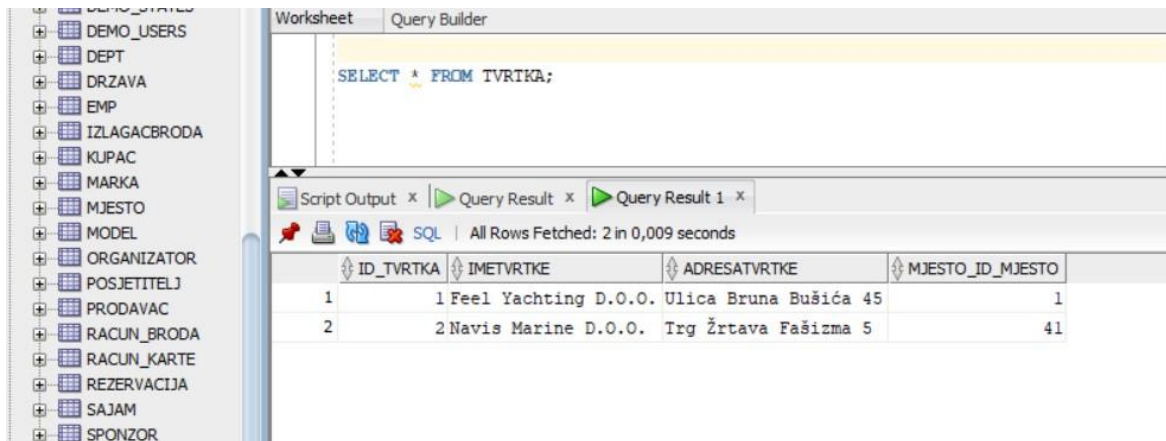 DEMO_STATES
DEMO_USERS
DEPT
DRZAVA
EMP
IZLAGACBRODA
KUPAC
MARKA
MJESTO
MODEL
ORGANIZATOR
POSJETITELJ
PRODAVAC
RACUN_BRODA
RACUN_KARTE
REZERVACIJA
SAJAM
SPONZOR
Worksheet Query Builder
SELECT * FROM TVRTKA;
Script Output x Query Result x Query Result 1 x
SQL | All Rows Fetched: 2 in 0,009 seconds
ID_TVRTKA IMETVRTKE ADRESATVRTKE MJESTO_ID_MJESTO
1 1 Feel Yachting D.O.O. Ulica Bruna Bušića 45 1
2 2 Navis Marine D.O.O. Trg Žrtava Fašizma 5 41